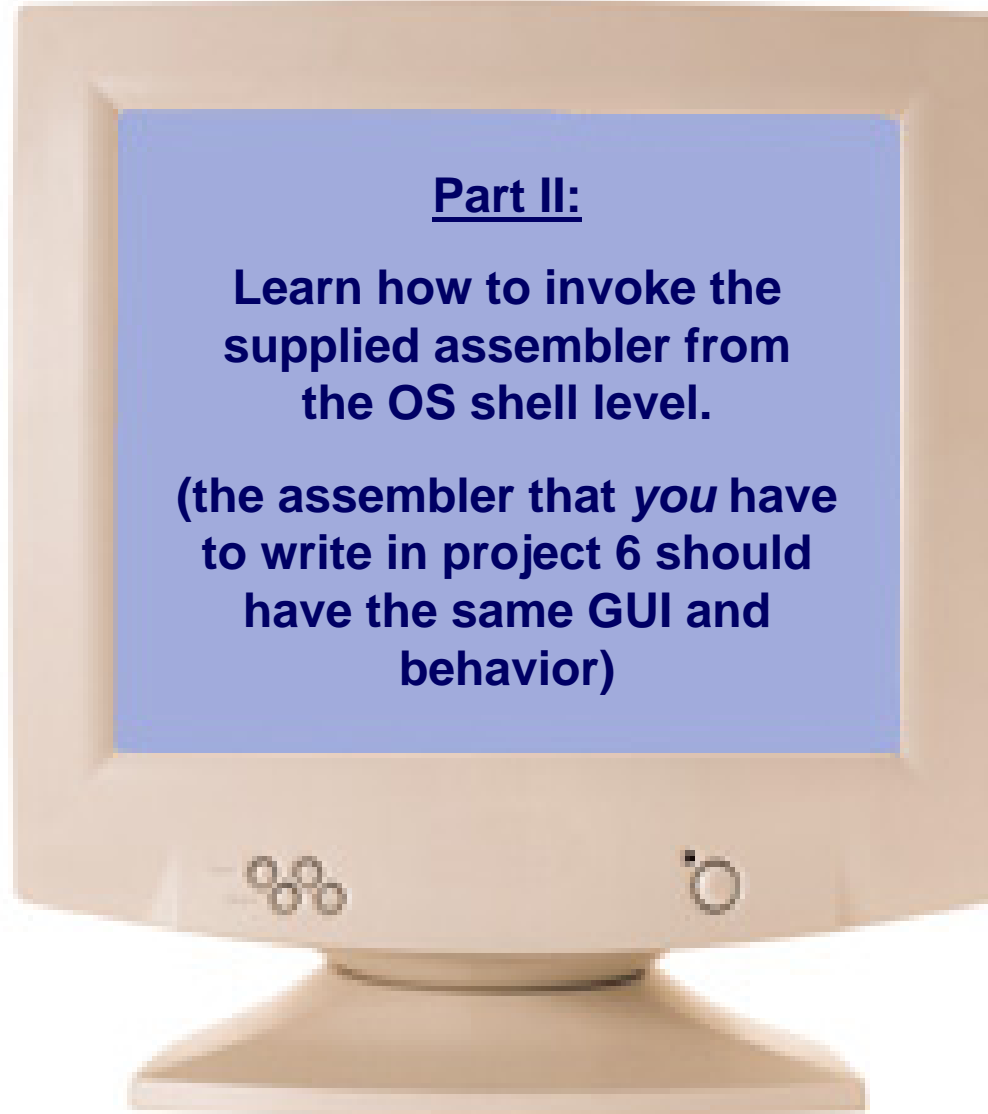 Part II:
Learn how to invoke the
supplied assembler from
the OS shell level.
(the assembler that you have
to write in project 6 should
have the same GUI and
behavior)